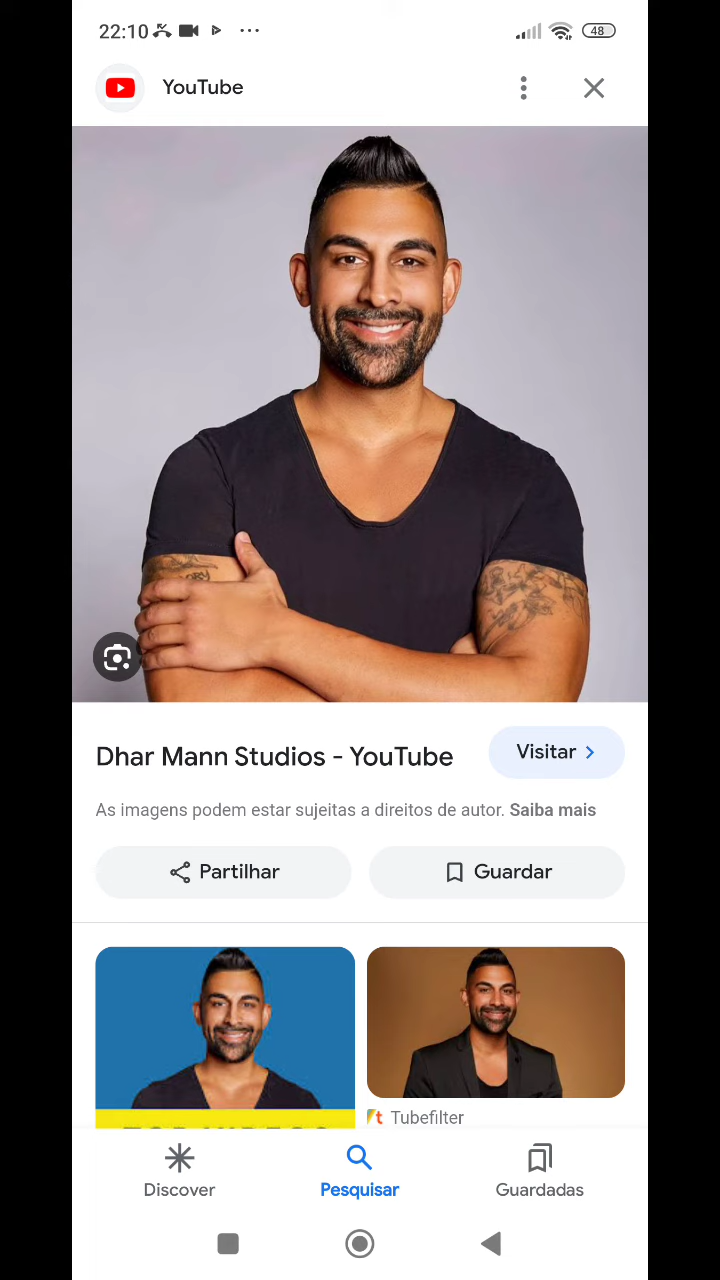 22:10
48
YouTube
Dhar Mann Studios - YouTube
Visitar
As imagens podem estar sujeitas a direitos de autor. Saiba mais
Partilhar
Guardar
Tubefilter
Discover
Pesquisar
Guardadas